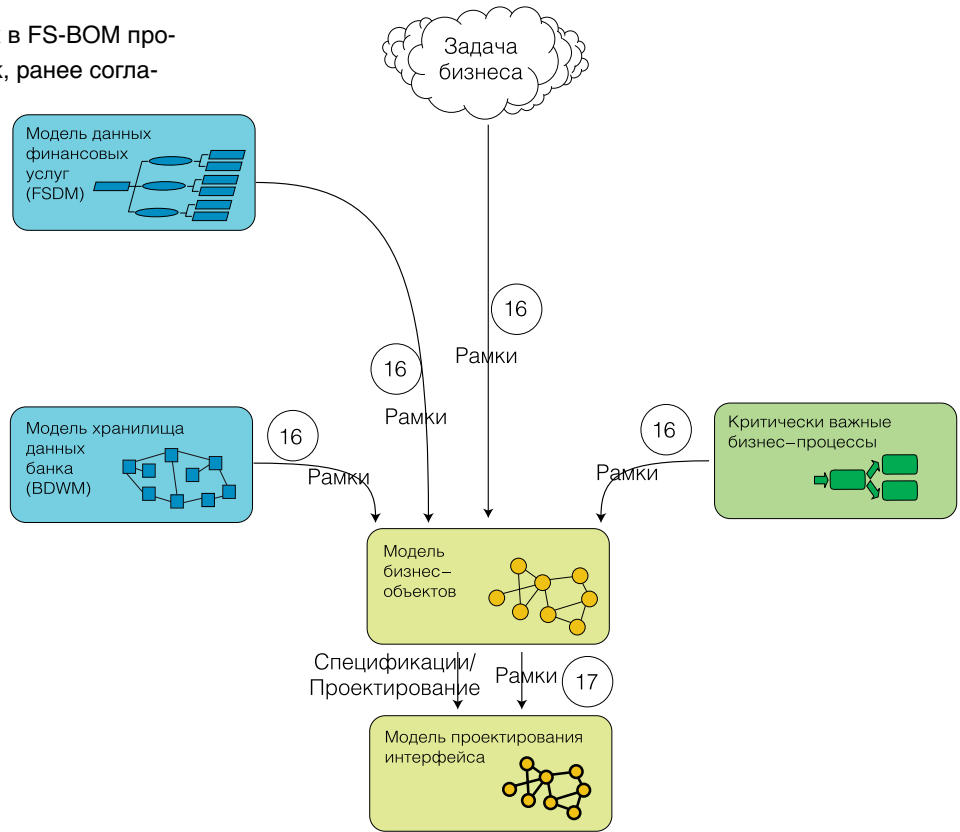 к в FS-BOM про-
к, ранее согла-
Задача
бизнеса
Модель данных
финансовых
услуг
(FSDM)
16
Рамки
16
Рамки
Модель хранилища
данных
банка
(BDWM)
16
Рамки
16
Рамки
Критически важные
бизнес–процессы
Модель
бизнес–
объектов
Спецификации/
Проектирование
Рамки
17
Модель проектирования
интерфейса